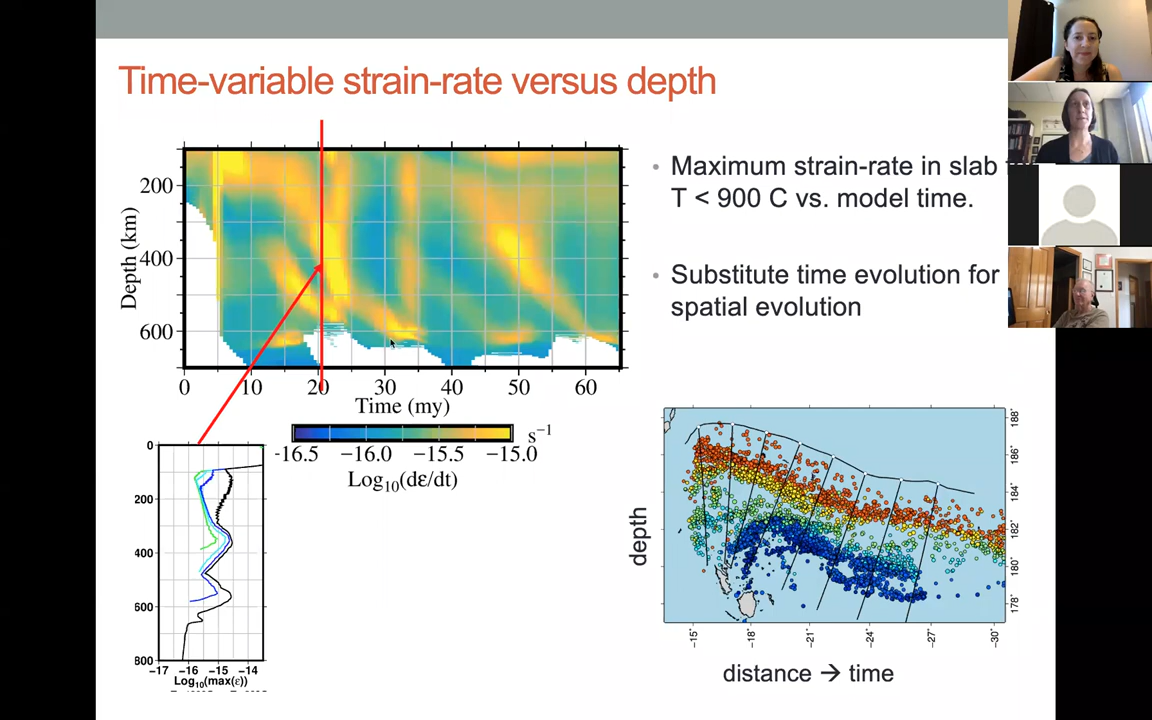 Time-variable strain-rate versus depth
Maximum strain-rate in slab
T < 900 C vs. model time.
Substitute time evolution for
spatial evolution
Depth (km)
200
400
600
0 10 20 30 40 50 60
Time (my)
-16.5 -16.0 -15.5 -15.0 s⁻¹
Log₁₀(dε/dt)
0
200
400
600
800
-17 -16 -15 -14
Log₁₀(max(ε̇))
depth
188°
186°
184°
182°
180°
178°
-15° -18° -21° -24° -27° -30°
distance → time